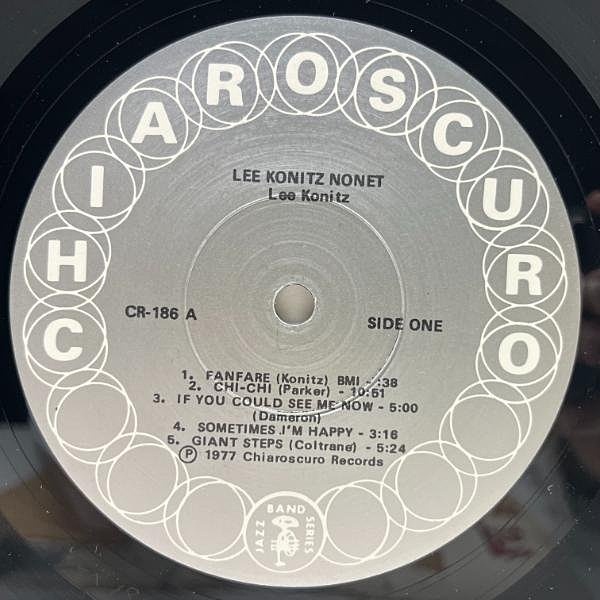 CHIAROSCURO
LEE KONITZ NONET
Lee Konitz
CR-186 A
SIDE ONE
1. FANFARE (Konitz) BMI - :38
2. CHI-CHI (Parker) - 10:51
3. IF YOU COULD SEE ME NOW - 5:00
(Dameron)
4. SOMETIMES I'M HAPPY - 3:16
5. GIANT STEPS (Coltrane) - 5:24
Ⓟ 1977 Chiaroscuro Records
JAZZ BAND SERIES